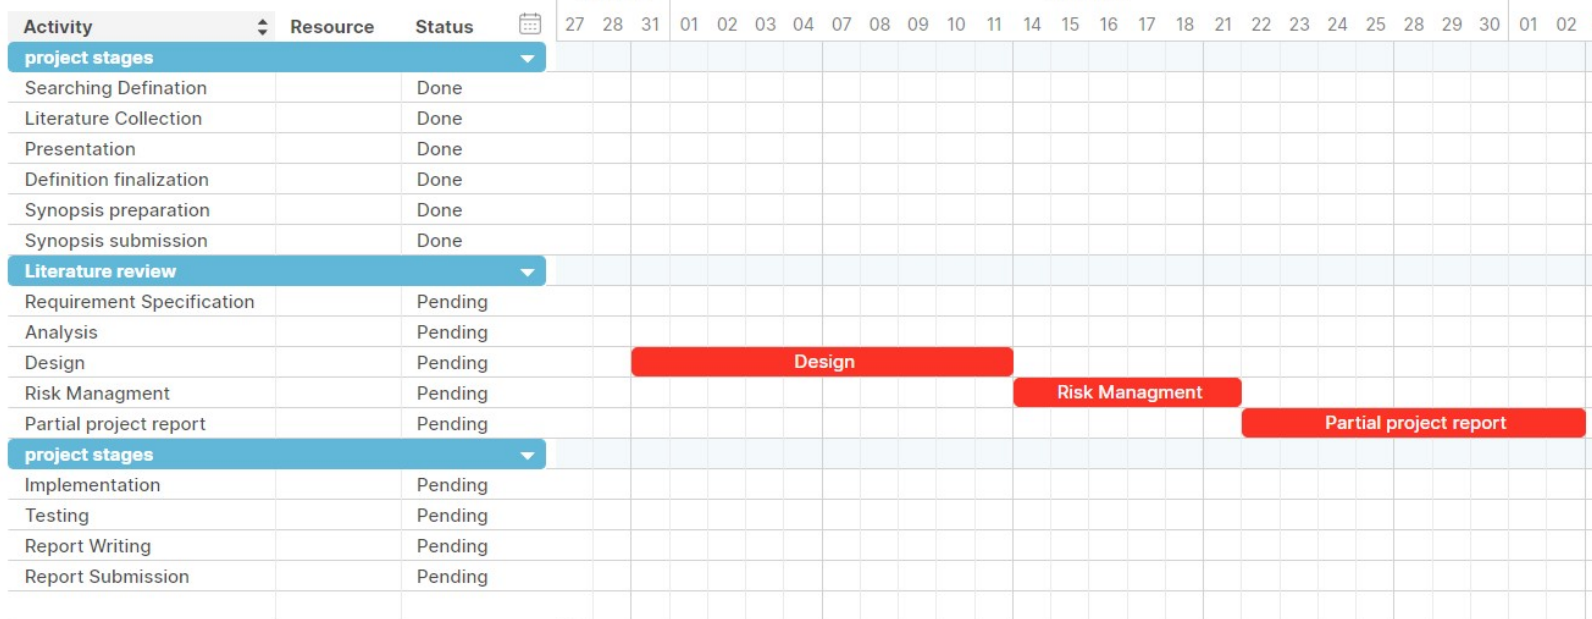 Activity Resource Status 27 28 31 01 02 03 04 07 08 09 10 11 14 15 16 17 18 21 22 23 24 25 28 29 30 01 02
project stages
Searching Defination Done
Literature Collection Done
Presentation Done
Definition finalization Done
Synopsis preparation Done
Synopsis submission Done
Literature review
Requirement Specification Pending
Analysis Pending
Design Pending Design
Risk Managment Pending Risk Managment
Partial project report Pending Partial project report
project stages
Implementation Pending
Testing Pending
Report Writing Pending
Report Submission Pending